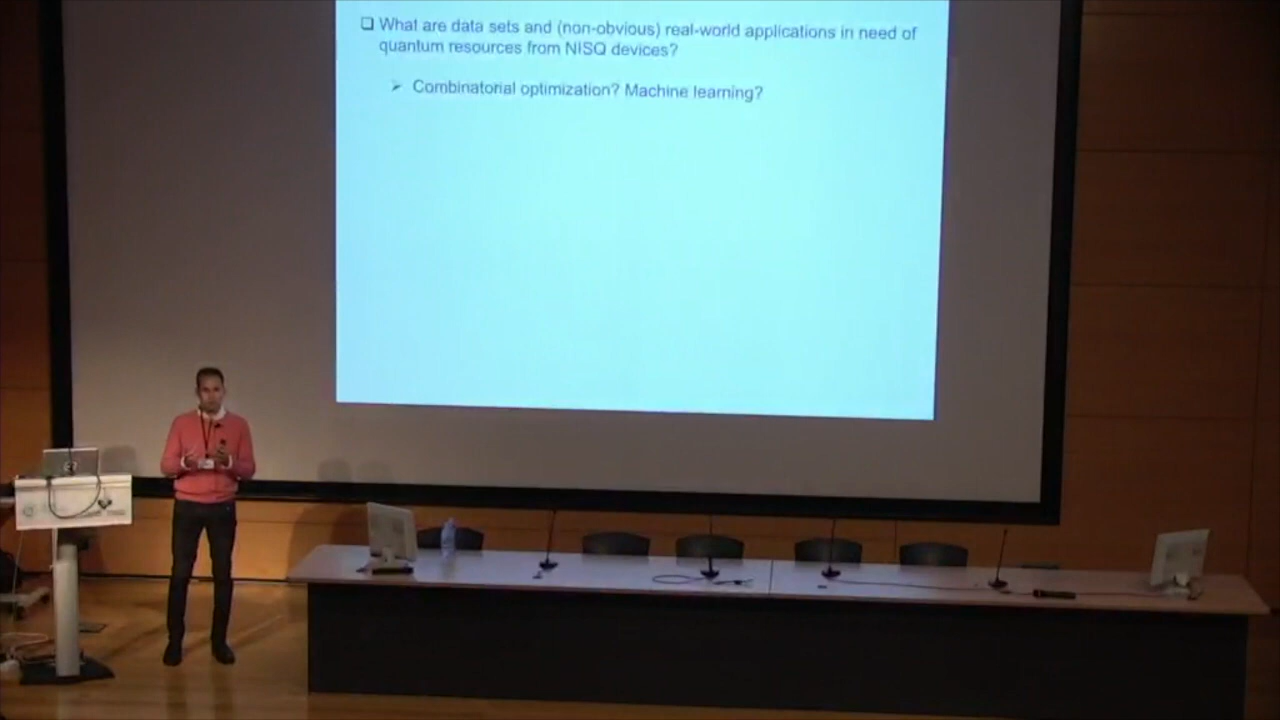 ❑ What are data sets and (non-obvious) real-world applications in need of
quantum resources from NISQ devices?
➢ Combinatorial optimization? Machine learning?